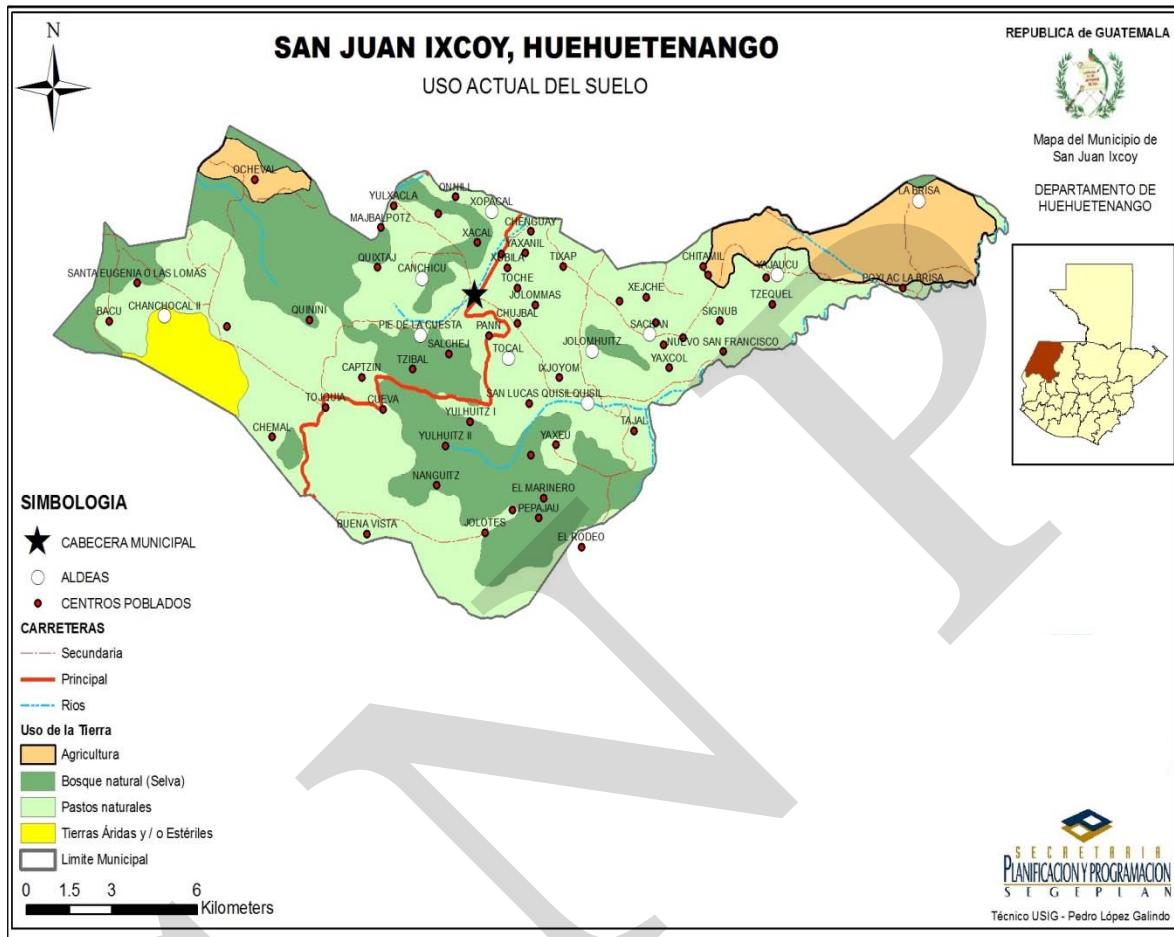 N
SAN JUAN IXCOY, HUEHUETENANGO
USO ACTUAL DEL SUELO
REPUBLICA de GUATEMALA
Mapa del Municipio de
San Juan Ixcoy
DEPARTAMENTO DE
HUEHUETENANGO
OCHEVAL
YULXACLA
ONNILL
XOPACAL
MAJBALPOTZ
CHENGUAY
LA BRISA
XACAL
YAXANIL
QUIXTAJ
XUBILA
TIXAP
CHITAMIL
SANTA EUGENIA O LAS LOMAS
CANCHICU
TOCHE
YAJAUCU
POXLAC LA BRISA
CHANCHOCAL II
JOLOMMAS
XEJCHE
TZEQUEL
BACU
QUININI
CHUJBAL
SIGNUB
PIE DE LA CUESTA
PANN
SACHAN
SALCHEJ
TOCAL
JOLOMHUITZ
NUEVO SAN FRANCISCO
TZIBAL
YAXCOL
CAPTZIN
IXJOYOM
TOJQUIA
CUEVA
SAN LUCAS QUISIL
QUISIL
YULHUITZ I
TAJAL
CHEMAL
YULHUITZ II
YAXEU
NANGUITZ
EL MARINERO
PEPAJAU
BUENA VISTA
JOLOTES
EL RODEO
SIMBOLOGIA
CABECERA MUNICIPAL
ALDEAS
CENTROS POBLADOS
CARRETERAS
Secundaria
Principal
Rios
Uso de la Tierra
Agricultura
Bosque natural (Selva)
Pastos naturales
Tierras Áridas y / o Estériles
Limite Municipal
0 1.5 3 6
Kilometers
SECRETARIA
PLANIFICACION Y PROGRAMACION
SEGEPLAN
Técnico USIG - Pedro López Galindo